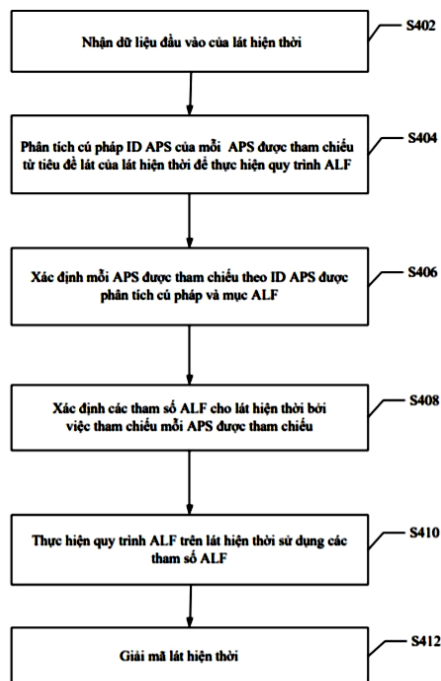 Nhận dữ liệu đầu vào của lát hiện thời
S402
Phân tích cú pháp ID APS của mỗi APS được tham chiếu
từ tiêu đề lát của lát hiện thời để thực hiện quy trình ALF
S404
Xác định mỗi APS được tham chiếu theo ID APS được
phân tích cú pháp và mục ALF
S406
Xác định các tham số ALF cho lát hiện thời bởi
việc tham chiếu mỗi APS được tham chiếu
S408
Thực hiện quy trình ALF trên lát hiện thời sử dụng các
tham số ALF
S410
Giải mã lát hiện thời
S412